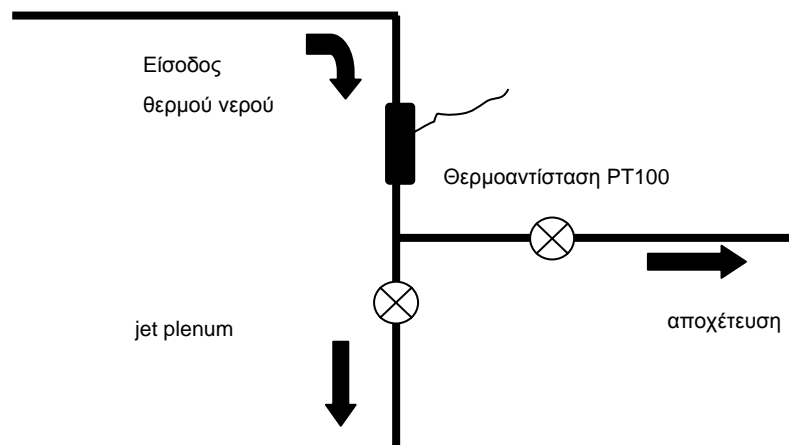 Είσοδος
θερμού νερού
Θερμοαντίσταση PT100
jet plenum
αποχέτευση